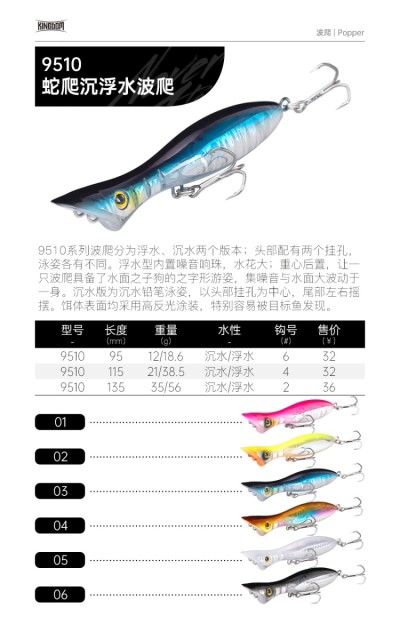 KINGDOM
波爬 | Popper
9510
蛇爬沉浮水波爬
9510系列波爬分为浮水、沉水两个版本；头部配有两个挂孔，
泳姿各有不同。浮水型内置噪音响珠，水花大；重心后置，让一
只波爬具备了水面之子狗的之字形游姿，集噪音与水面大波动于
一身。沉水版为沉水铅笔泳姿，以头部挂孔为中心，尾部左右摇
摆。饵体表面均采用高反光涂装，特别容易被目标鱼发现。
型号 长度 重量 水性 钩号 售价
- (mm) (g) - (#) (¥)
9510 95 12/18.6 沉水/浮水 6 32
9510 115 21/38.5 沉水/浮水 4 32
9510 135 35/56 沉水/浮水 2 36
01
02
03
04
05
06